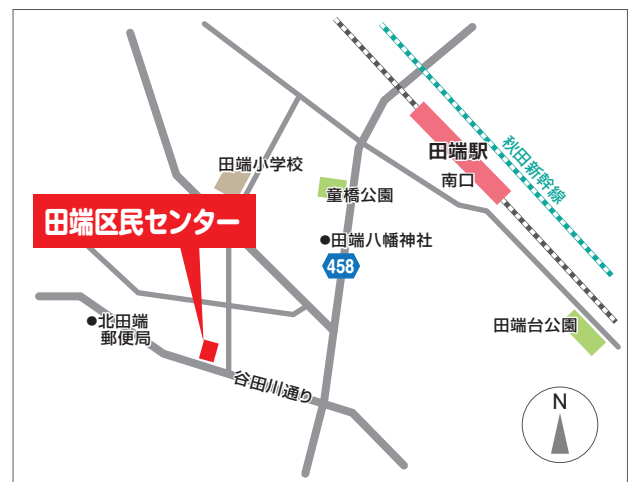 秋田新幹線
田端駅
南口
田端小学校
童橋公園
田端区民センター
●田端八幡神社
458
●北田端
郵便局
田端台公園
谷田川通り
N